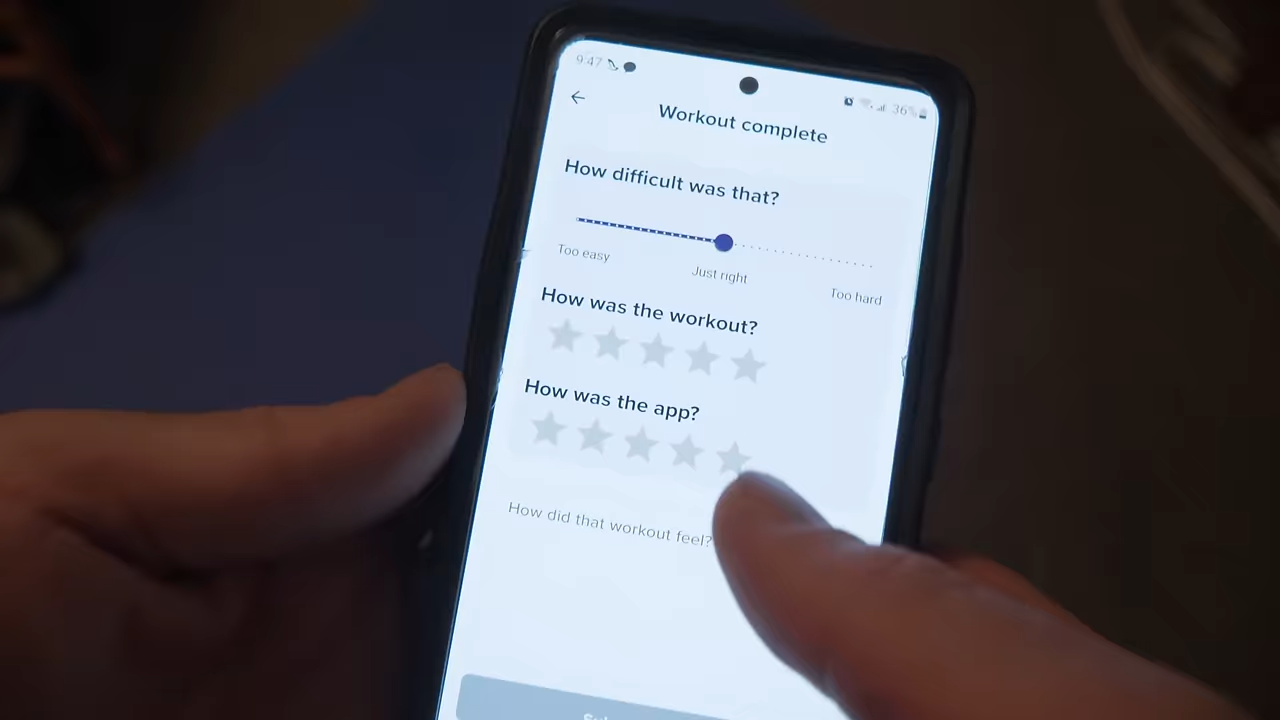 9:47 36%
Workout complete
How difficult was that?
Too easy Just right Too hard
How was the workout?
How was the app?
How did that workout feel?